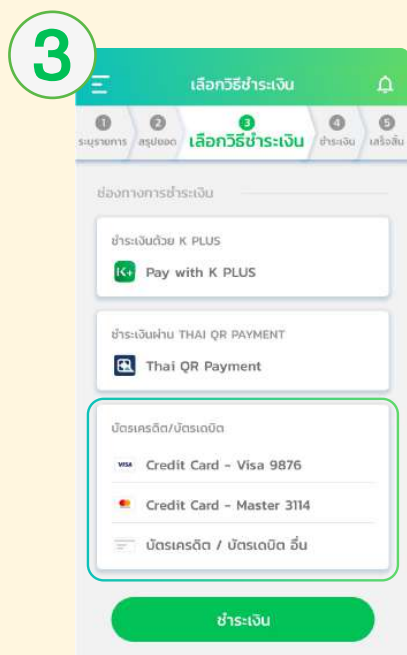 3
เลือกวิธีชำระเงิน
1 2 3 4 5
ระบุรายการ สรุปยอด เลือกวิธีชำระเงิน ชำระเงิน เสร็จสิ้น
ช่องทางการชำระเงิน
ชำระเงินด้วย K PLUS
K+ Pay with K PLUS
ชำระเงินผ่าน THAI QR PAYMENT
Thai QR Payment
บัตรเครดิต/บัตรเดบิต
VISA Credit Card - Visa 9876
Credit Card - Master 3114
บัตรเครดิต / บัตรเดบิต อื่น
ชำระเงิน